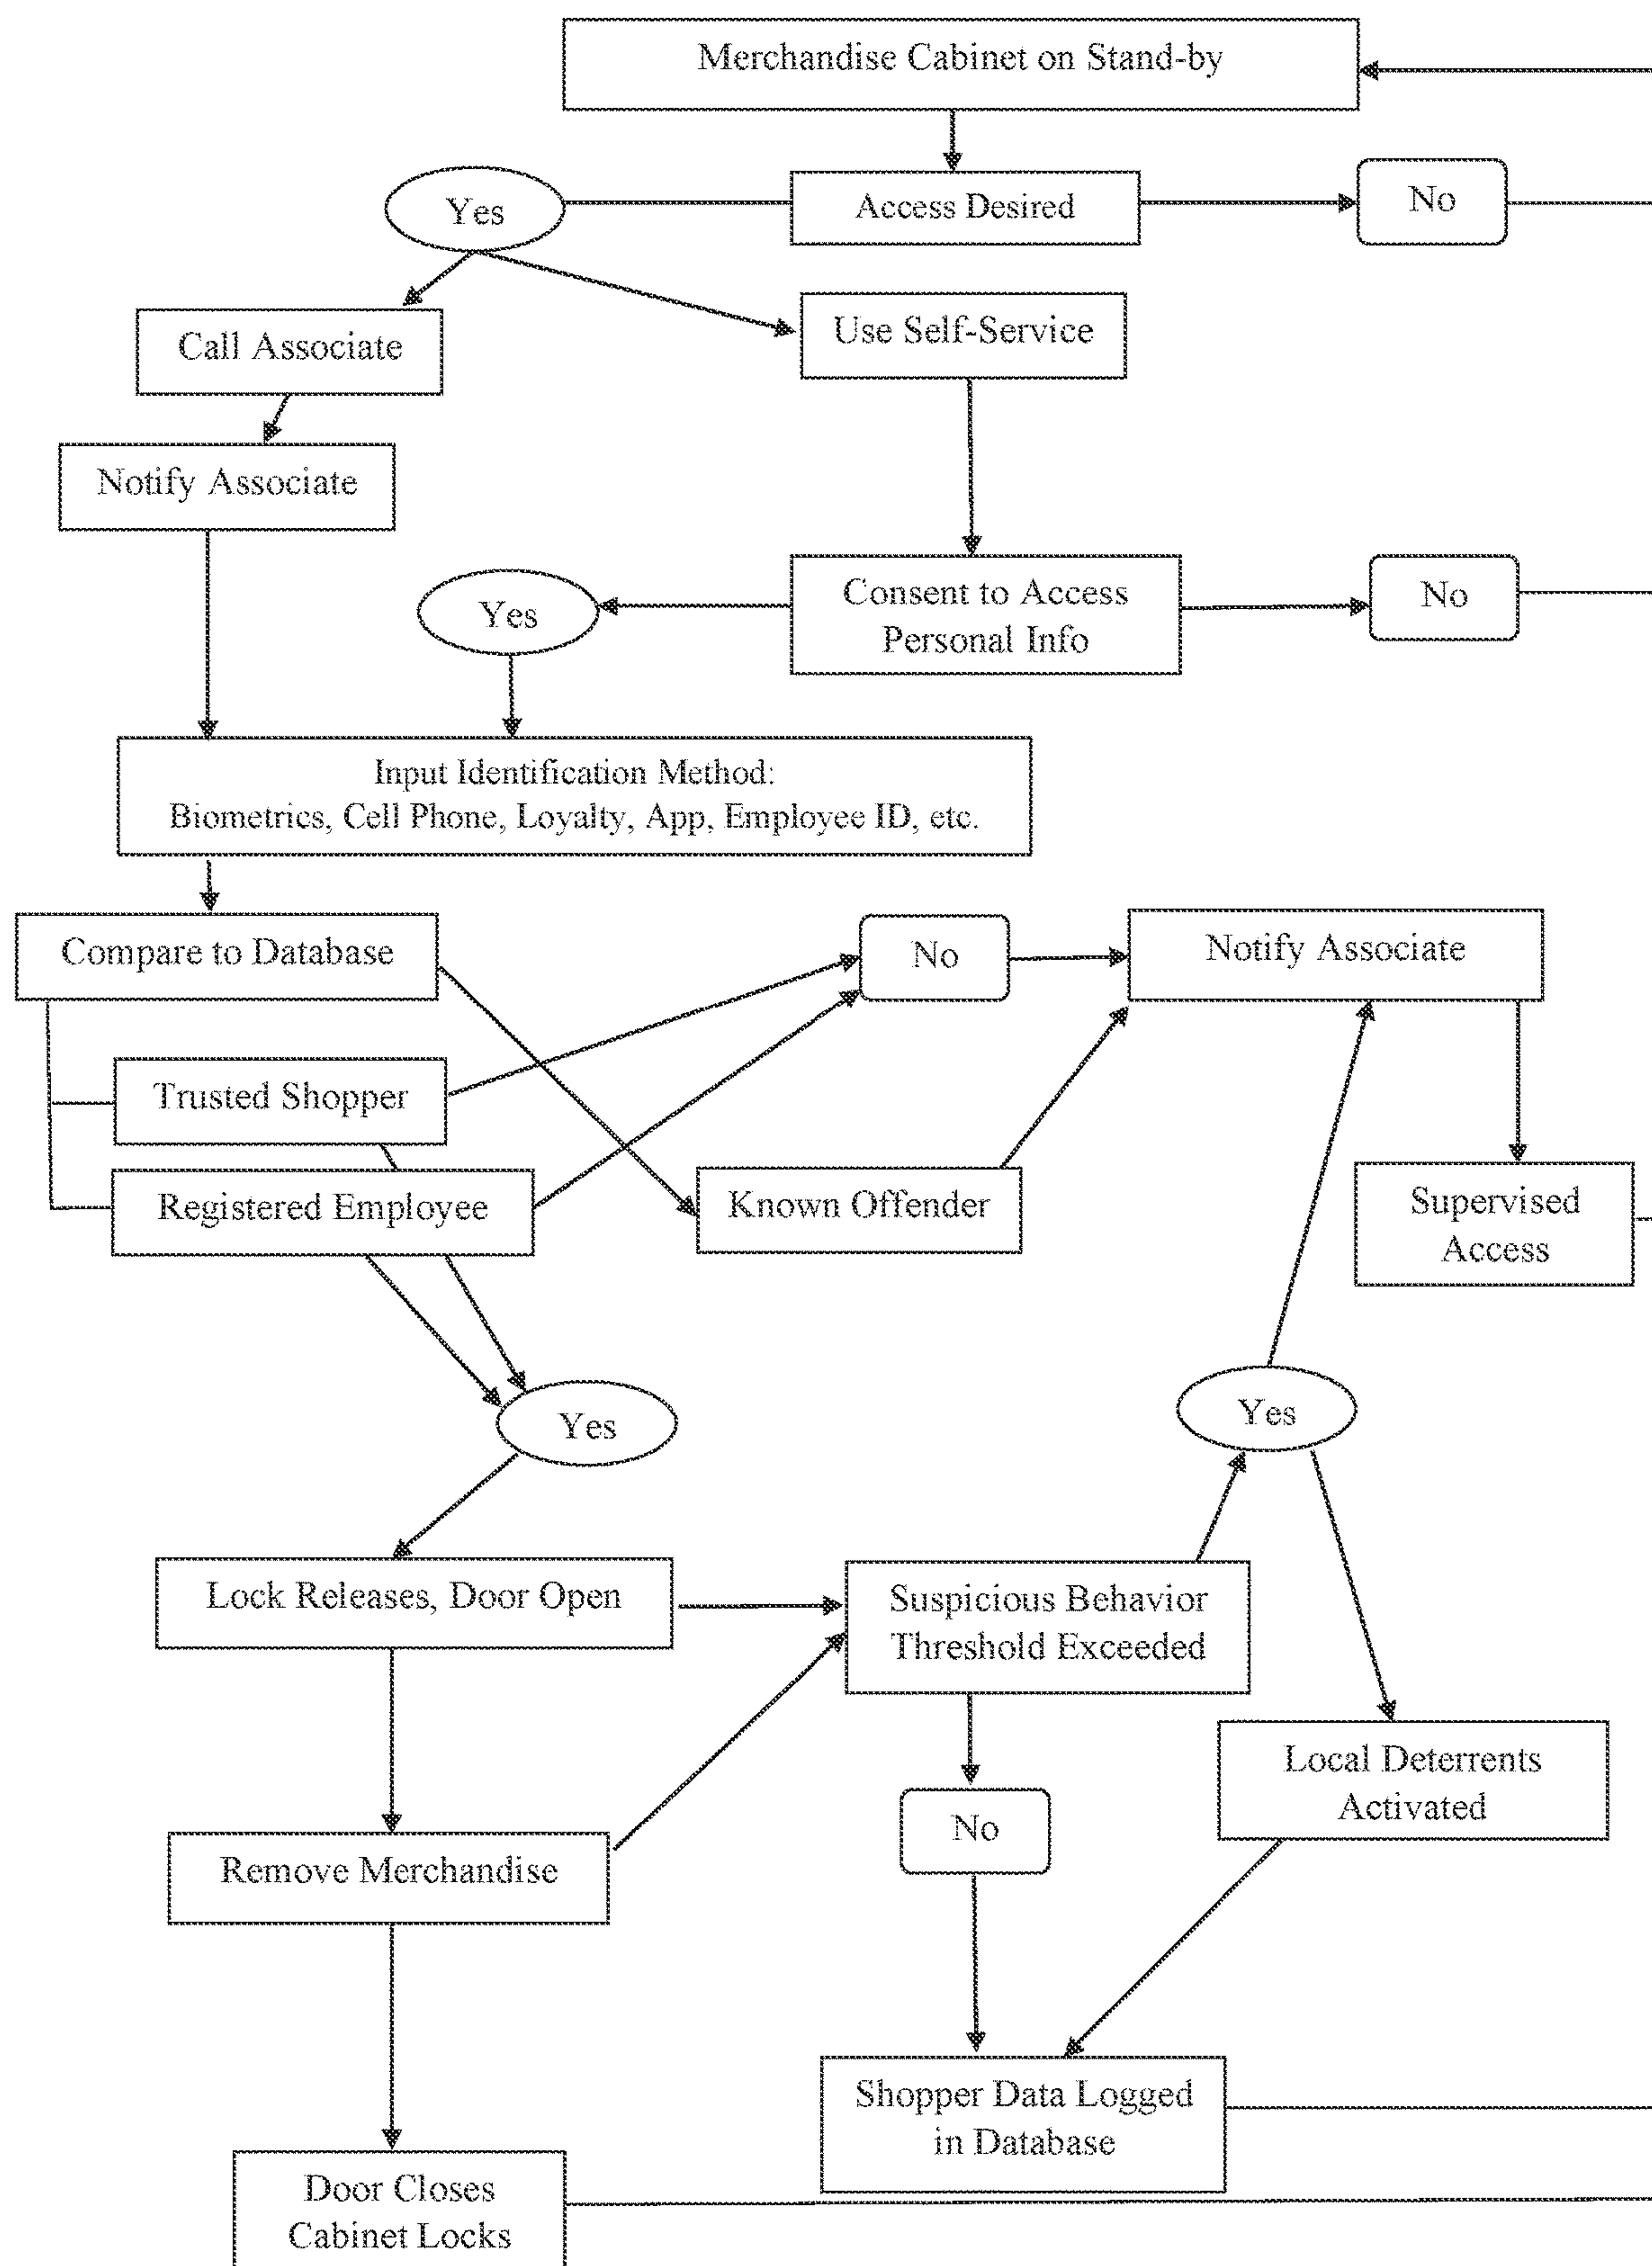 Merchandise Cabinet on Stand-by
Yes
Access Desired
No
Call Associate
Use Self-Service
Notify Associate
Yes
Consent to Access
Personal Info
No
Input Identification Method:
Biometrics, Cell Phone, Loyalty, App, Employee ID, etc.
Compare to Database
No
Notify Associate
Trusted Shopper
Registered Employee
Known Offender
Supervised
Access
Yes
Yes
Lock Releases, Door Open
Suspicious Behavior
Threshold Exceeded
Local Deterrents
Activated
No
Remove Merchandise
Shopper Data Logged
in Database
Door Closes
Cabinet Locks